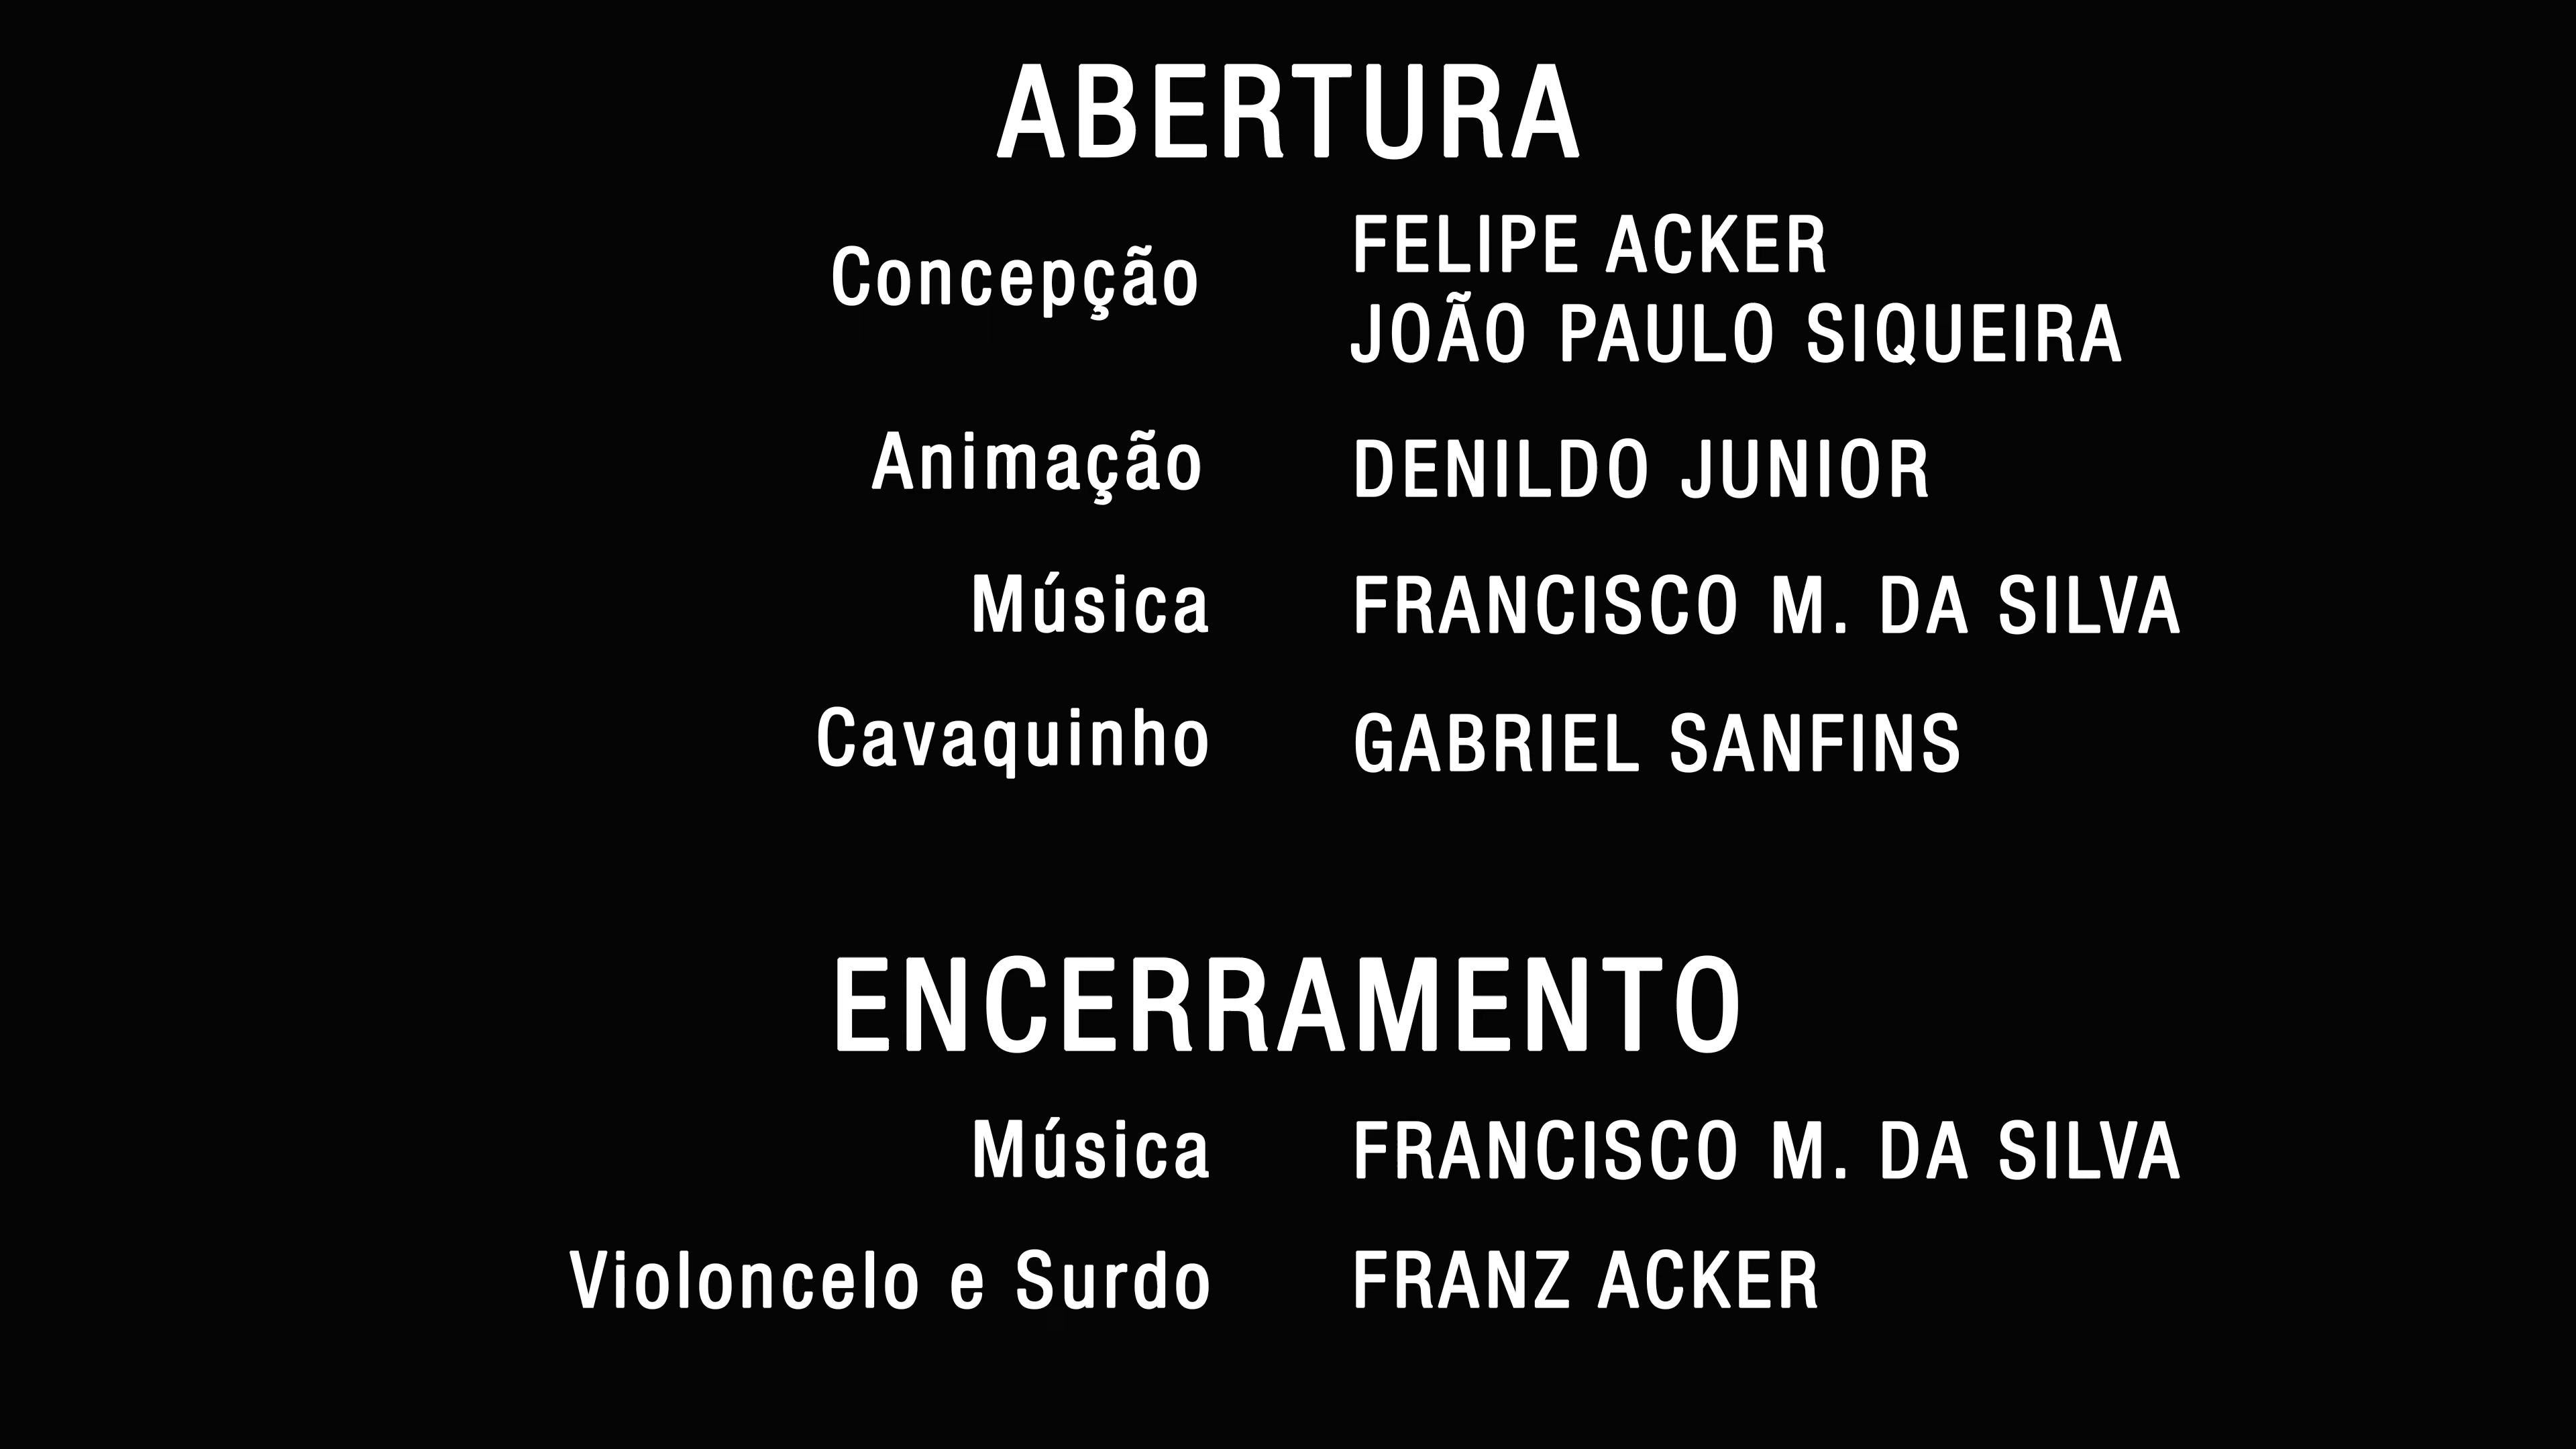 ABERTURA
Concepção FELIPE ACKER
JOÃO PAULO SIQUEIRA
Animação DENILDO JUNIOR
Música FRANCISCO M. DA SILVA
Cavaquinho GABRIEL SANFINS
ENCERRAMENTO
Música FRANCISCO M. DA SILVA
Violoncelo e Surdo FRANZ ACKER